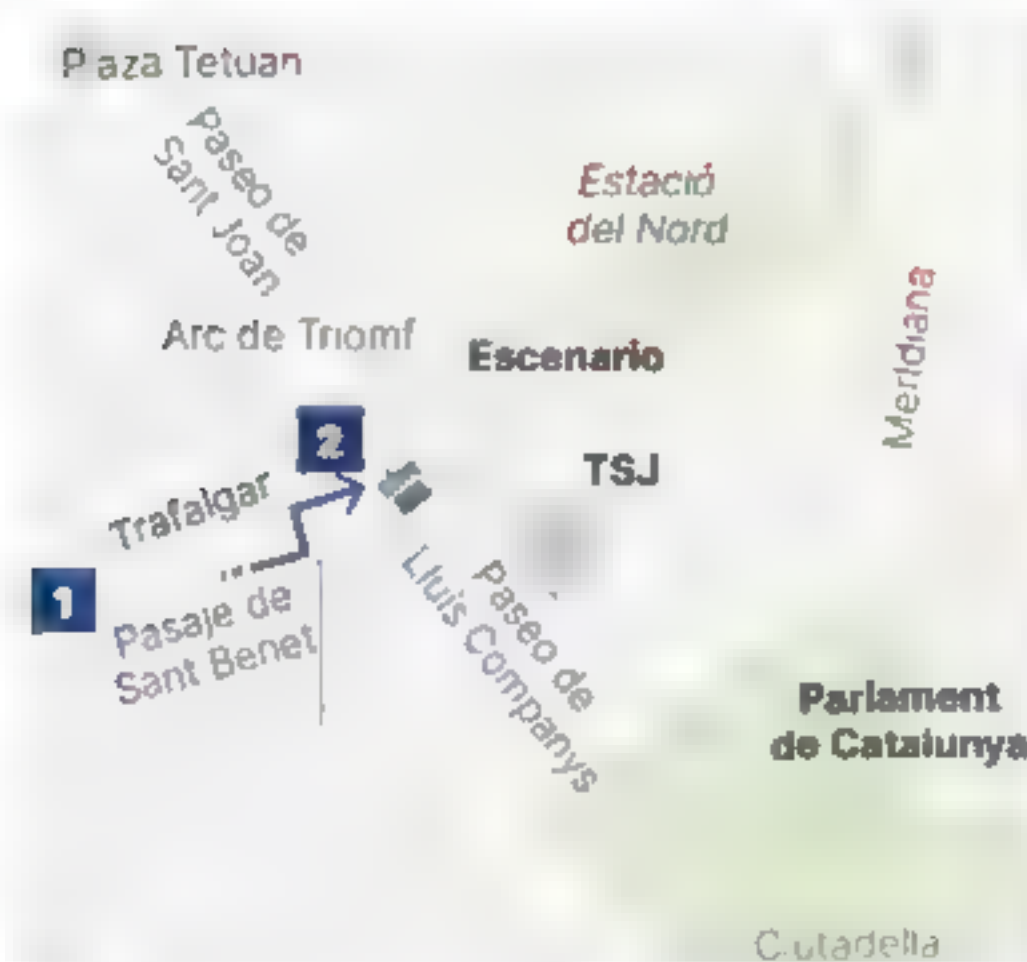 Plaza Tetuan
Paseo de
Sant Joan
Estació
del Nord
Meridiana
Arc de Triomf
Escenario
2
TSJ
Trafalgar
1
Pasaje de
Sant Benet
Paseo de
Lluis Companys
Parlament
de Catalunya
Ciutadella